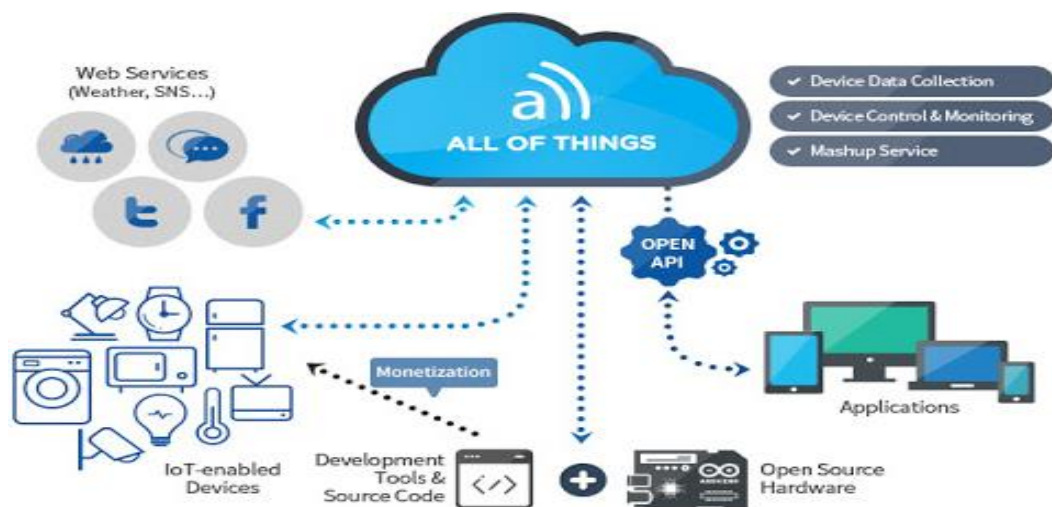 Web Services
(Weather, SNS...)
all
ALL OF THINGS
Device Data Collection
Device Control & Monitoring
Mashup Service
OPEN
API
Monetization
Applications
IoT-enabled
Devices
Development
Tools &
Source Code
Open Source
Hardware